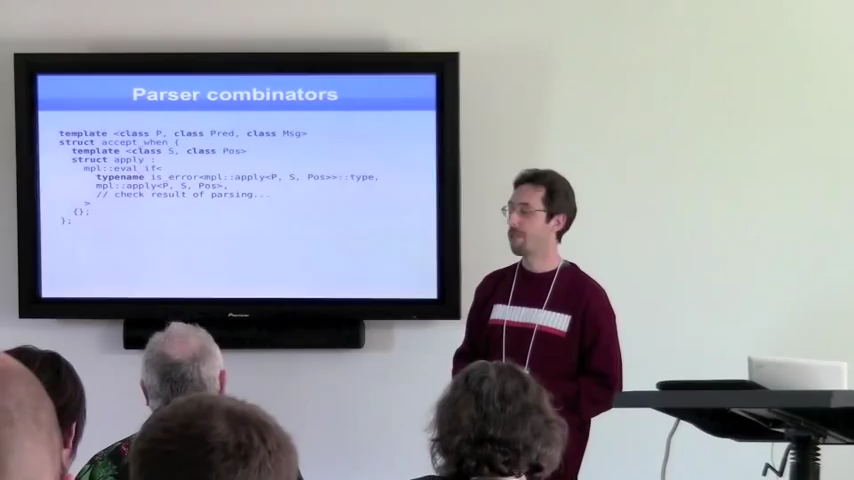 Parser combinators
template <class P, class Pred, class Msg>
struct accept_when {
template <class S, class Pos>
struct apply :
mpl::eval_if<
typename is_error<mpl::apply<P, S, Pos>>::type,
mpl::apply<P, S, Pos>,
// check result of parsing...
>
{};
};
Pioneer